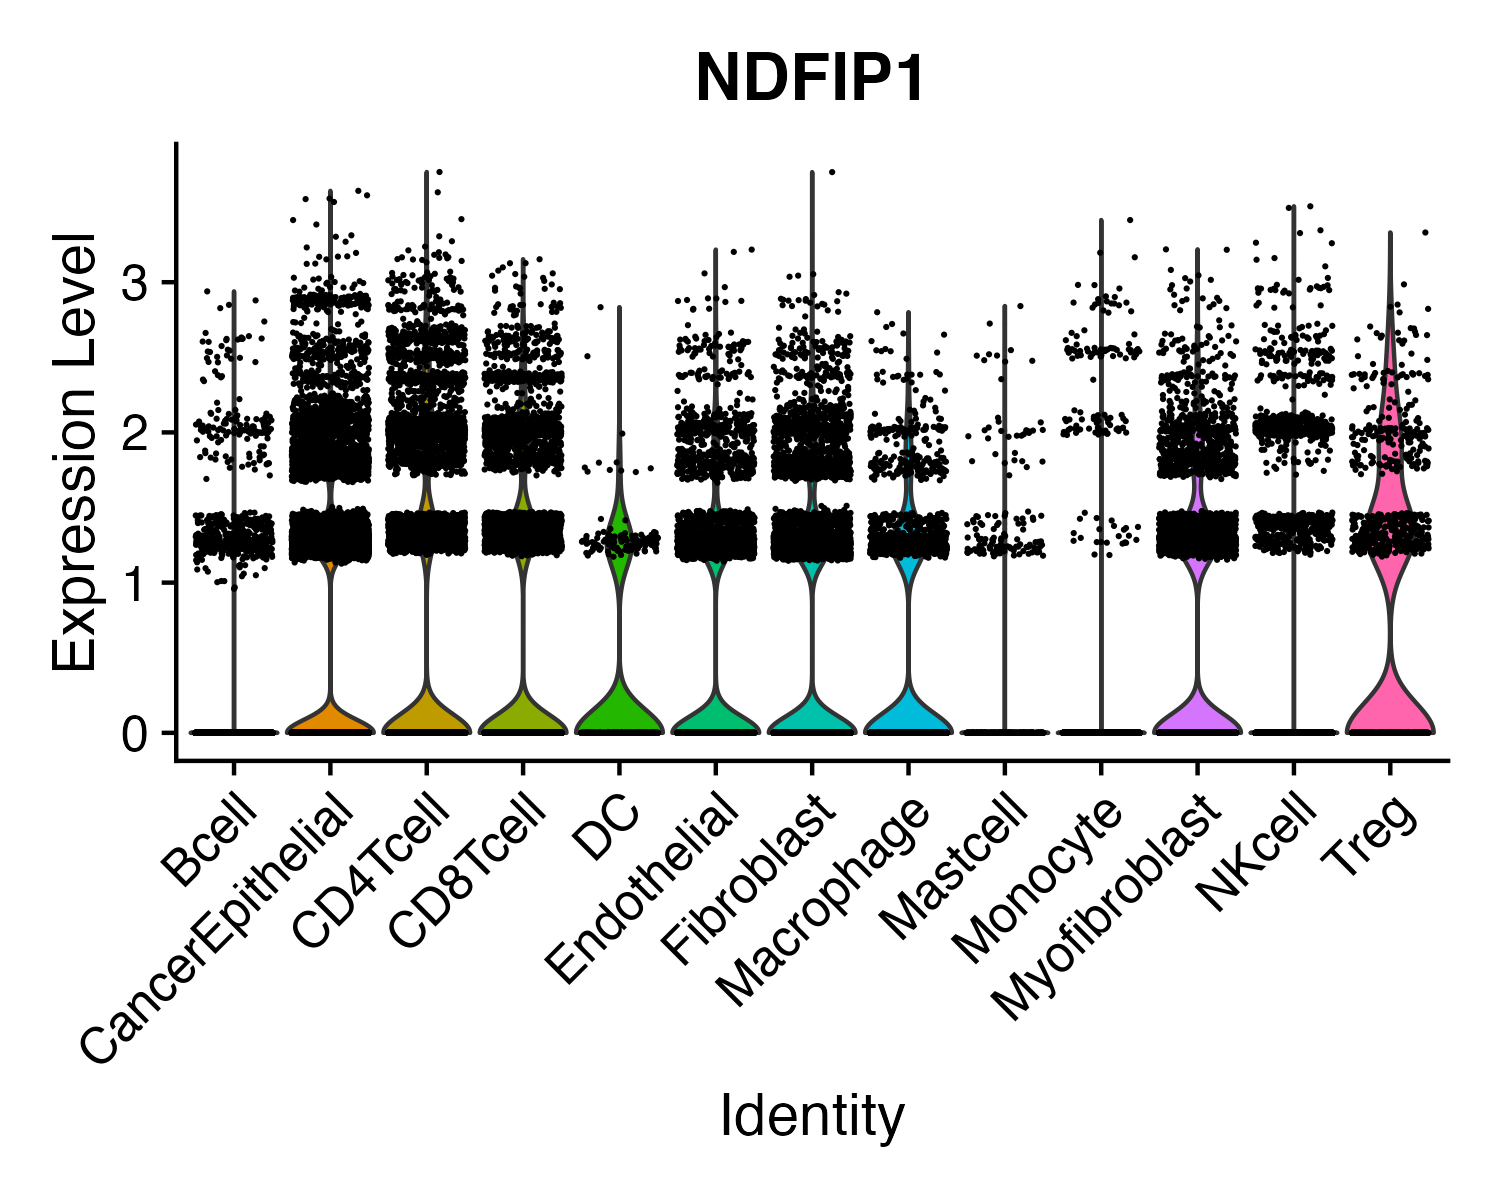 NDFIP1
Expression Level
3
2
1
0
Bcell
CancerEpithelial
CD4Tcell
CD8Tcell
DC
Endothelial
Fibroblast
Macrophage
Mastcell
Monocyte
Myofibroblast
NKcell
Treg
Identity